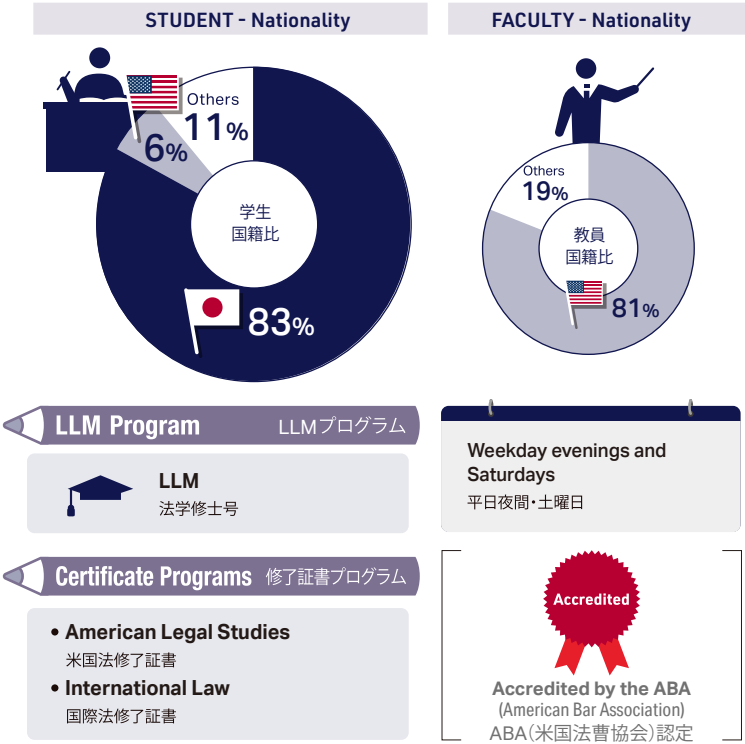 STUDENT - Nationality
Others
11%
6%
学生
国籍比
83%
FACULTY - Nationality
Others
19%
教員
国籍比
81%
LLM Program LLMプログラム
LLM
法学修士号
Weekday evenings and
Saturdays
平日夜間・土曜日
Certificate Programs 修了証書プログラム
• American Legal Studies
米国法修了証書
• International Law
国際法修了証書
Accredited
Accredited by the ABA
(American Bar Association)
ABA(米国法曹協会)認定